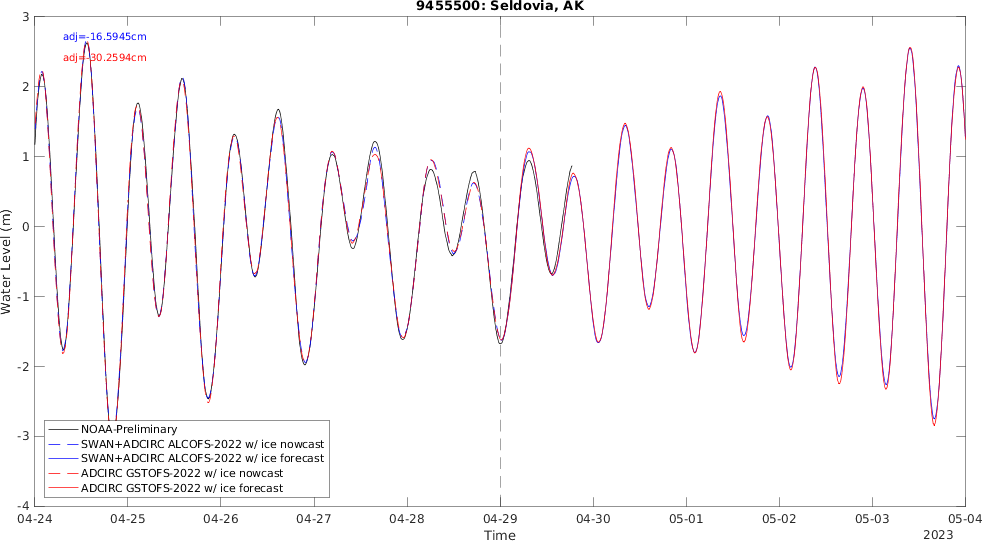 9455500: Seldovia, AK
adj=-16.5945cm
adj=-30.2594cm
Water Level (m)
3
2
1
0
-1
-2
-3
-4
NOAA-Preliminary
SWAN+ADCIRC ALCOFS-2022 w/ ice nowcast
SWAN+ADCIRC ALCOFS-2022 w/ ice forecast
ADCIRC GSTOFS-2022 w/ ice nowcast
ADCIRC GSTOFS-2022 w/ ice forecast
04-24 04-25 04-26 04-27 04-28 04-29 04-30 05-01 05-02 05-03 05-04
Time
2023